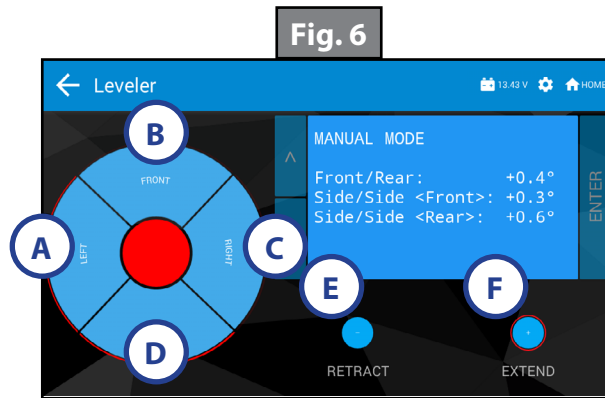 Fig. 6
Leveler
13.43 V
HOME
B
FRONT
A
LEFT
RIGHT
C
D
^
MANUAL MODE
Front/Rear: +0.4°
Side/Side <Front>: +0.3°
Side/Side <Rear>: +0.6°
ENTER
E
F
-
+
RETRACT
EXTEND